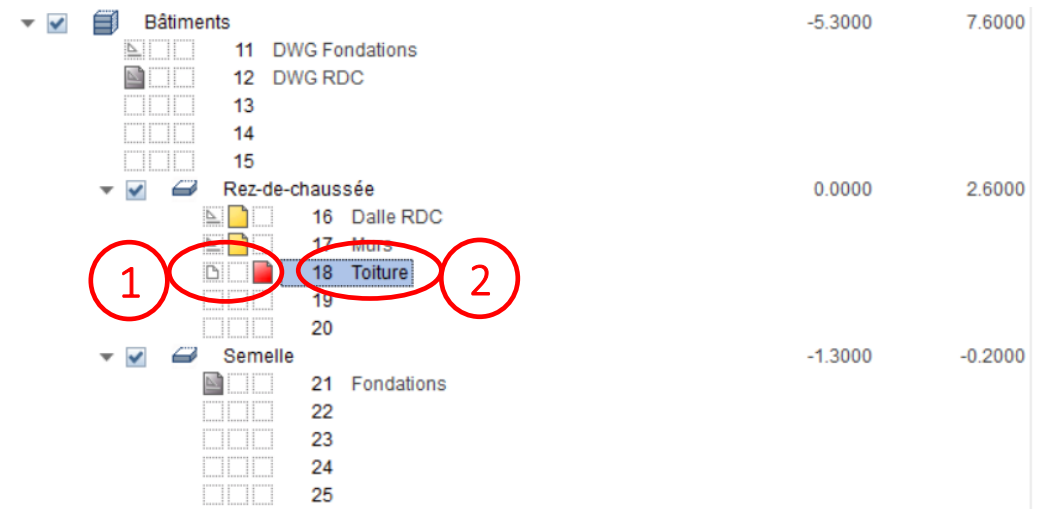 Bâtiments -5.3000 7.6000
11 DWG Fondations
12 DWG RDC
13
14
15
Rez-de-chaussée 0.0000 2.6000
16 Dalle RDC
17 Murs
1 18 Toiture 2
19
20
Semelle -1.3000 -0.2000
21 Fondations
22
23
24
25